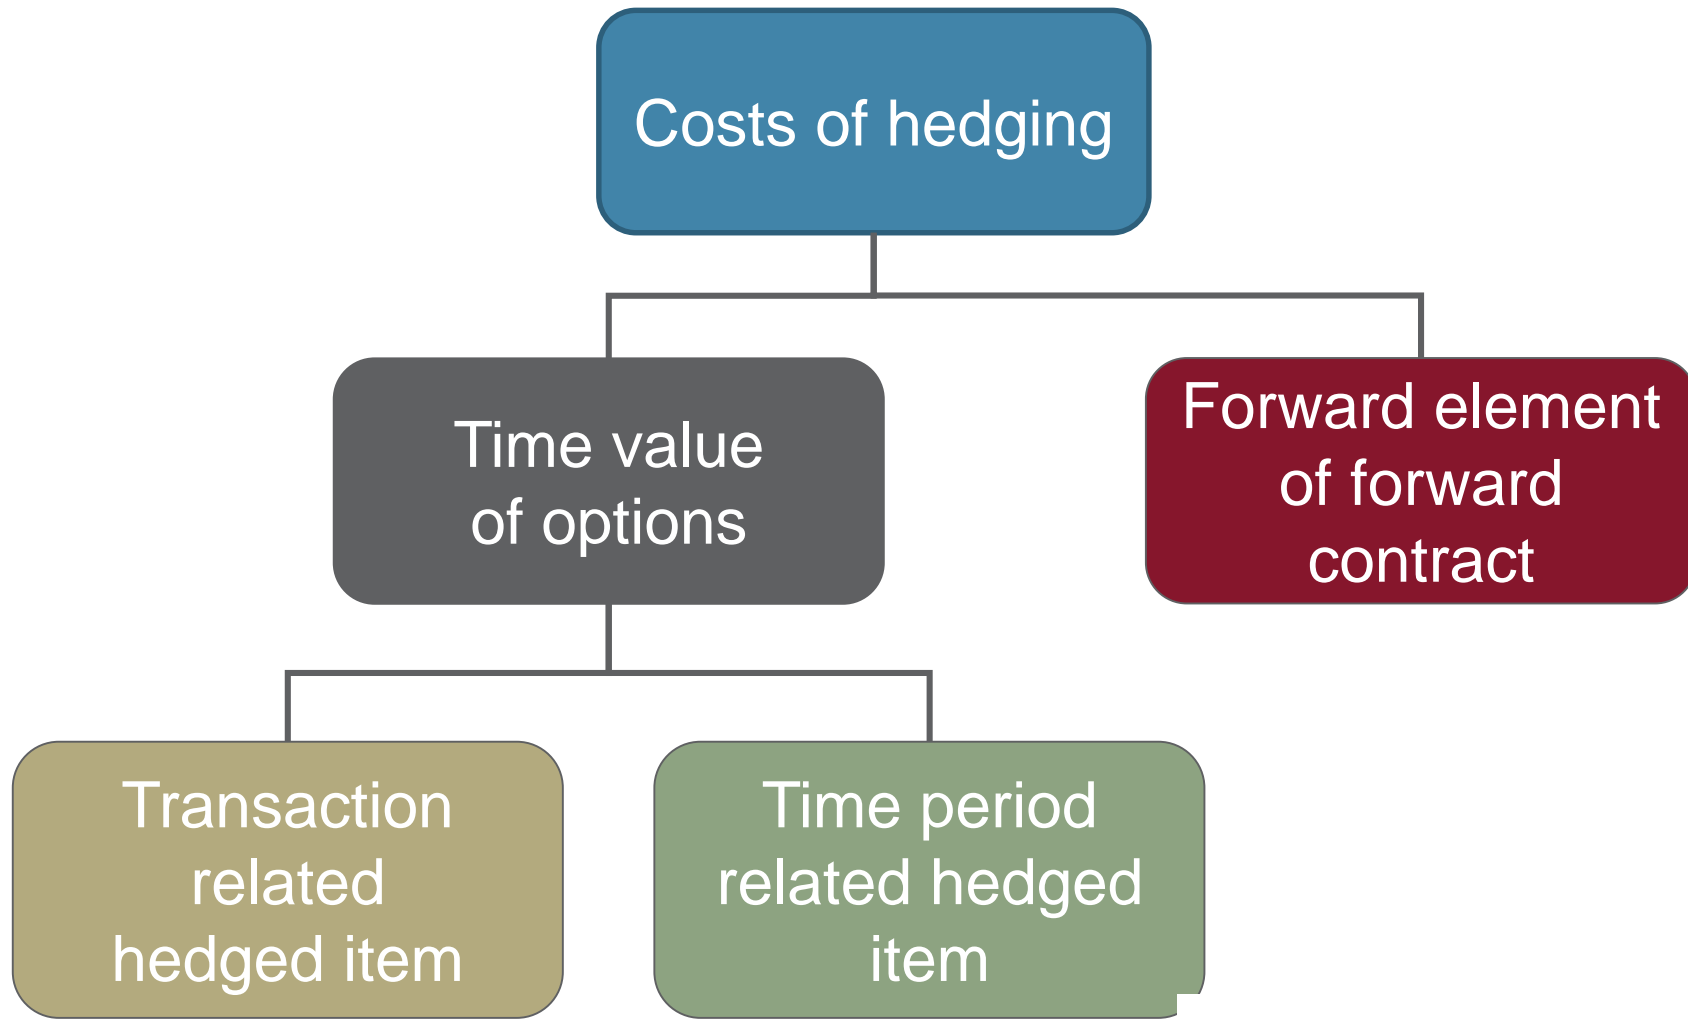 Costs of hedging
Time value
of options
Forward element
of forward
contract
Transaction
related
hedged item
Time period
related hedged
item